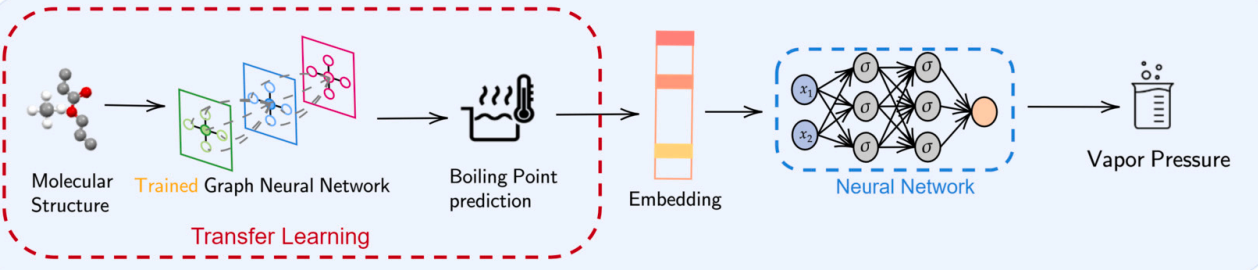 Molecular
Structure
Trained Graph Neural Network
Boiling Point
prediction
Transfer Learning
Embedding
x₁
x₂
σ σ
σ σ
σ σ
Neural Network
Vapor Pressure